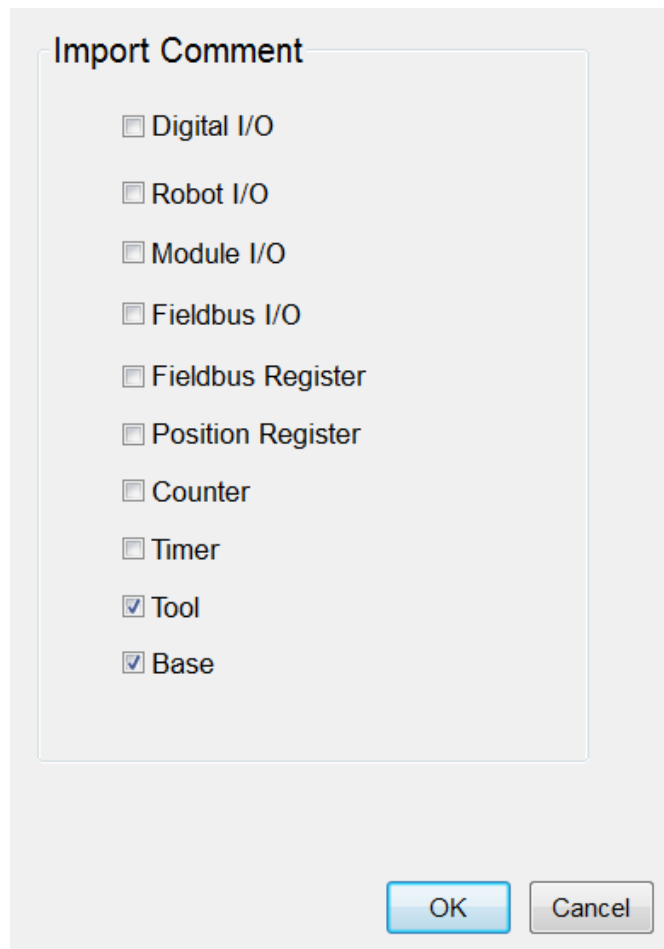 Import Comment
Digital I/O
Robot I/O
Module I/O
Fieldbus I/O
Fieldbus Register
Position Register
Counter
Timer
Tool
Base
OK Cancel